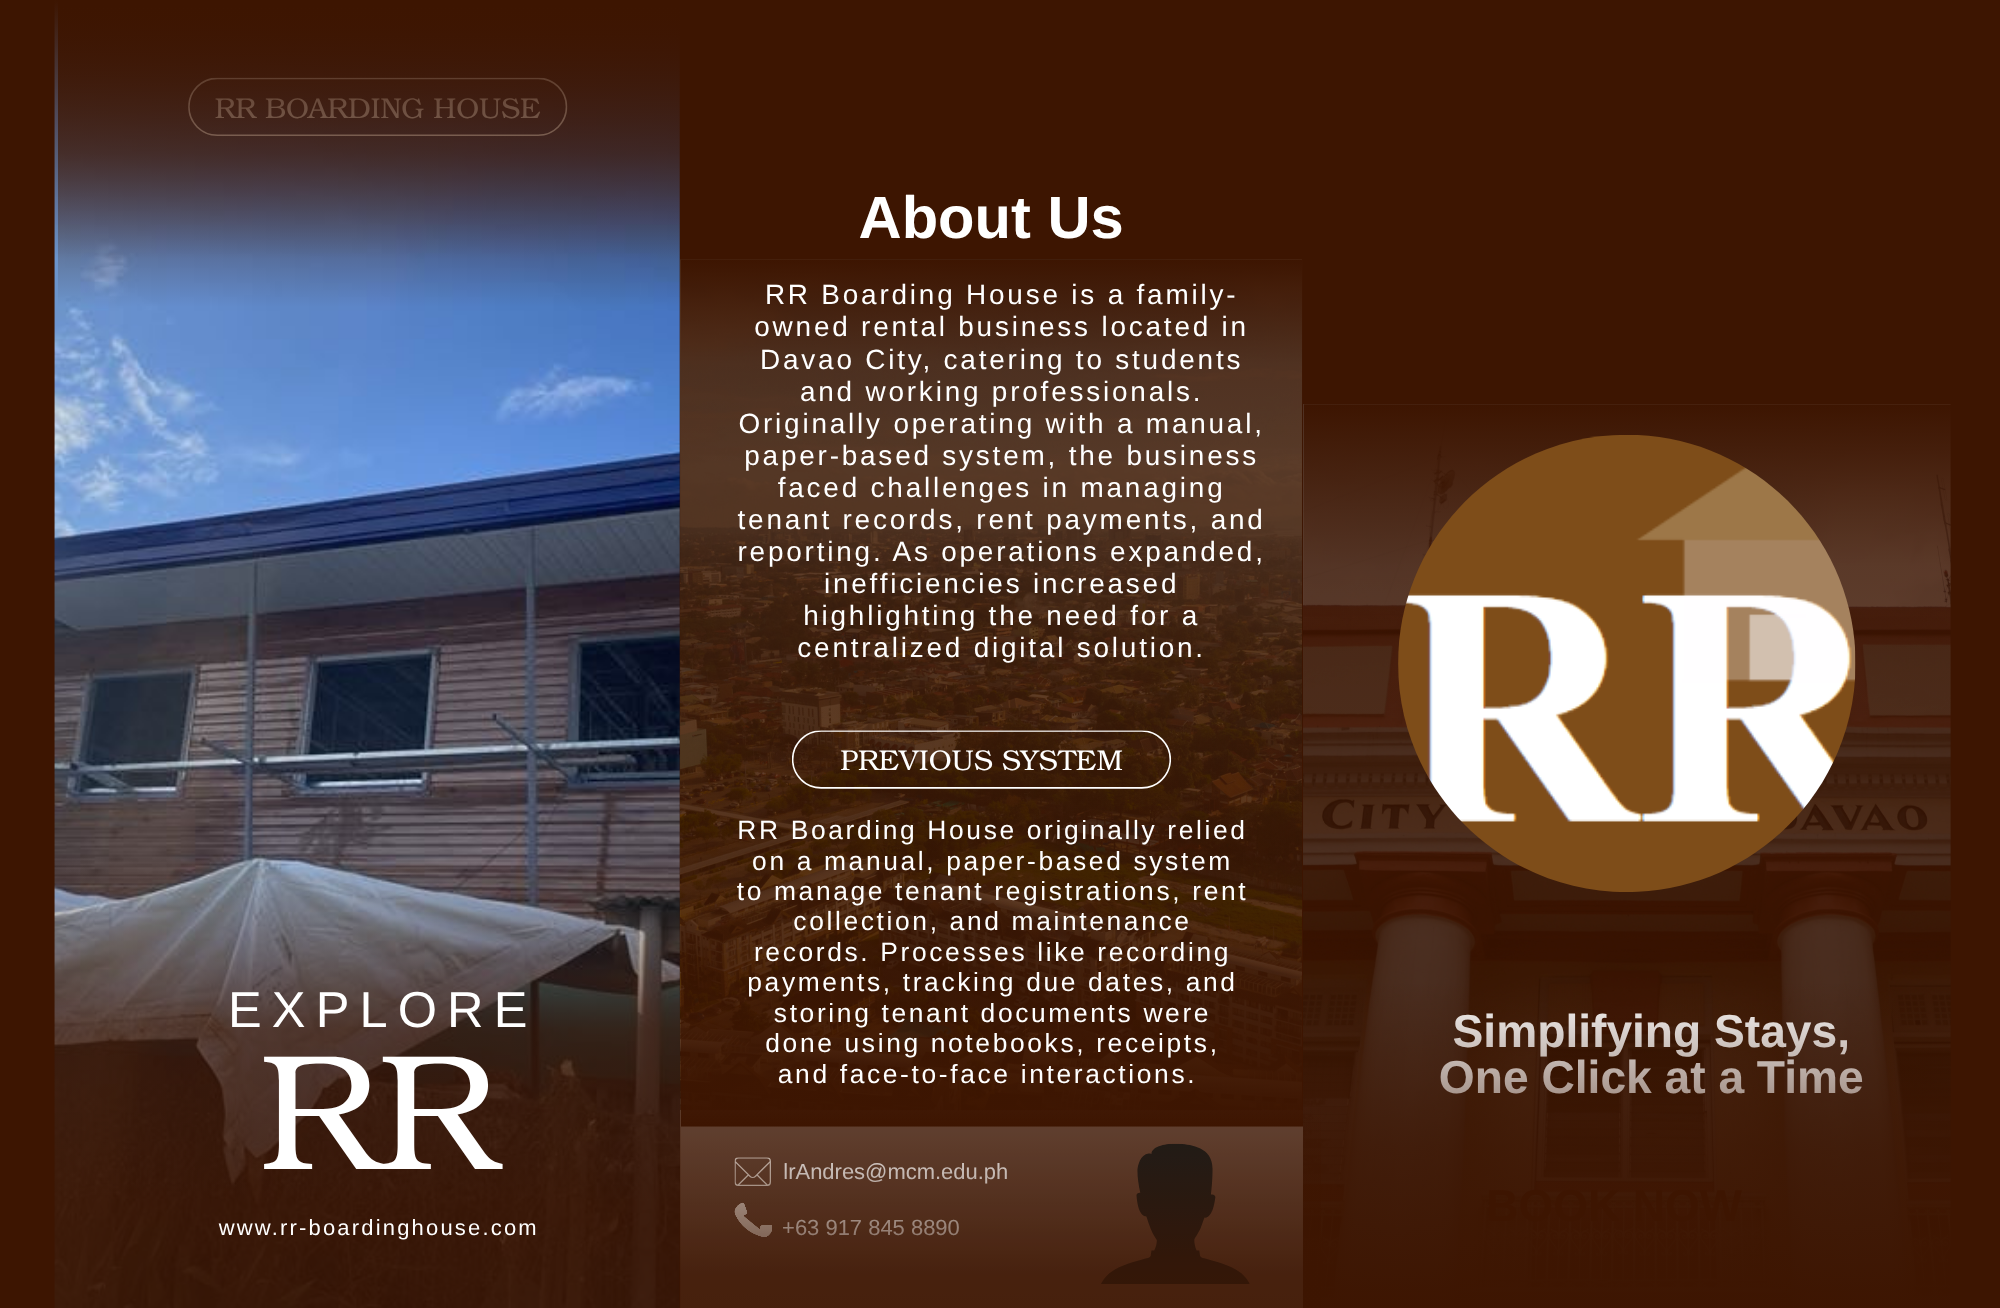 RR BOARDING HOUSE
EXPLORE
RR
www.rr-boardinghouse.com
About Us
RR Boarding House is a family-
owned rental business located in
Davao City, catering to students
and working professionals.
Originally operating with a manual,
paper-based system, the business
faced challenges in managing
tenant records, rent payments, and
reporting. As operations expanded,
inefficiencies increased
highlighting the need for a
centralized digital solution.
PREVIOUS SYSTEM
RR Boarding House originally relied
on a manual, paper-based system
to manage tenant registrations, rent
collection, and maintenance
records. Processes like recording
payments, tracking due dates, and
storing tenant documents were
done using notebooks, receipts,
and face-to-face interactions.
lrAndres@mcm.edu.ph
+63 917 845 8890
RR
CITY AVAO
Simplifying Stays,
One Click at a Time